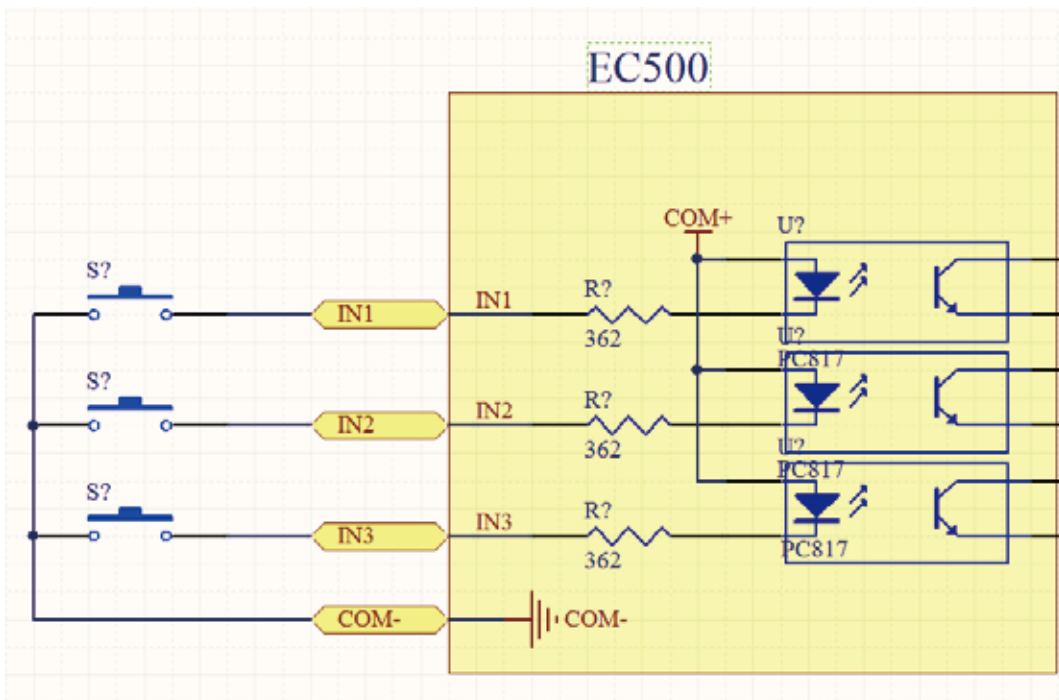 EC500
COM+
U?
S?
IN1
IN1
R?
362
U?
PC817
S?
IN2
IN2
R?
362
U?
PC817
S?
IN3
IN3
R?
362
PC817
COM-
COM-